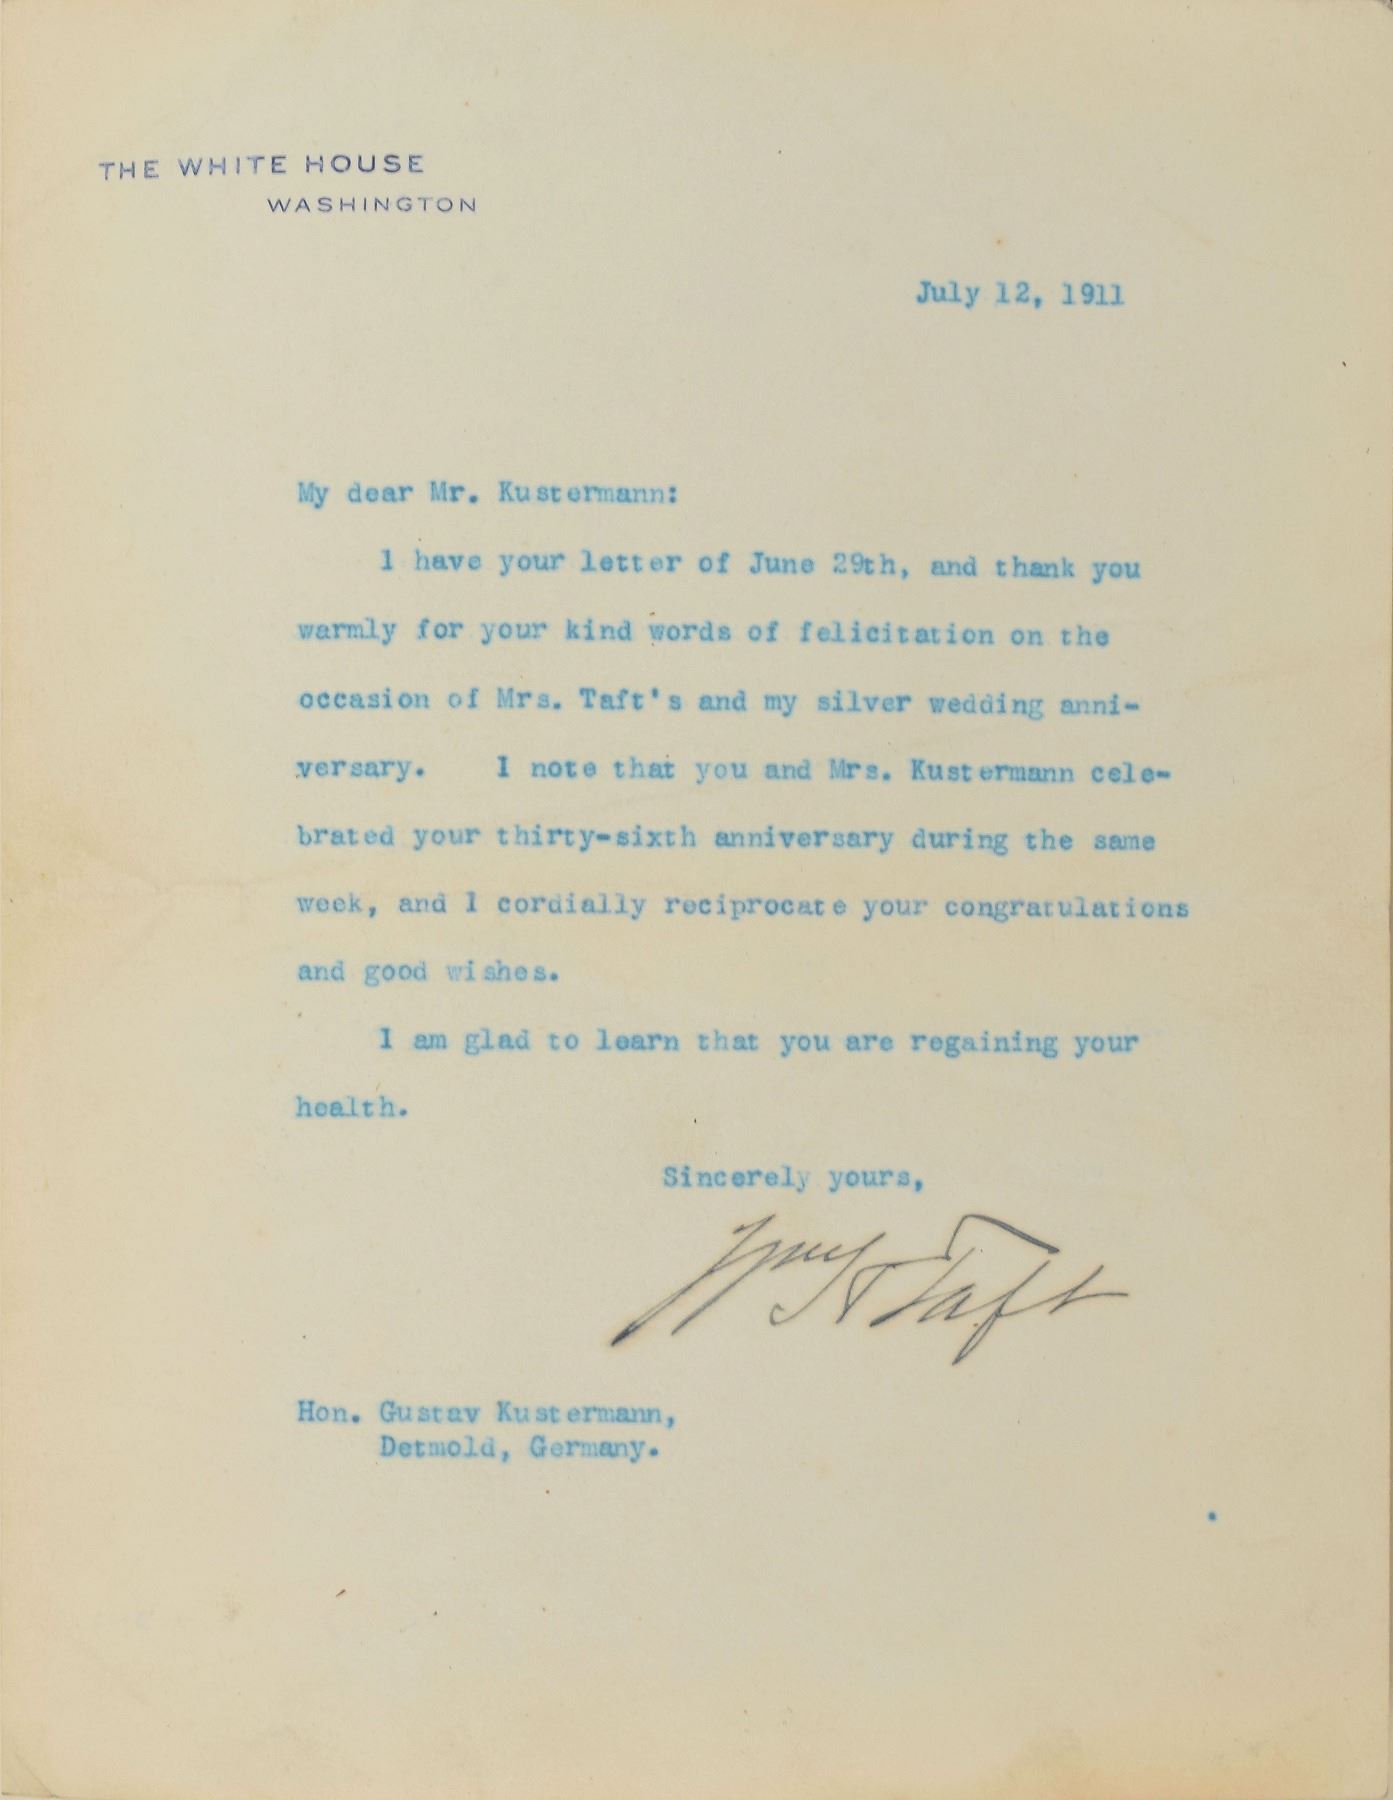 THE WHITE HOUSE
WASHINGTON
July 12, 1911
My dear Mr. Kustermann:
I have your letter of June 29th, and thank you
warmly for your kind words of felicitation on the
occasion of Mrs. Taft's and my silver wedding anni-
versary. I note that you and Mrs. Kustermann cele-
brated your thirty-sixth anniversary during the same
week, and I cordially reciprocate your congratulations
and good wishes.
I am glad to learn that you are regaining your
health.
Sincerely yours,
Wm H Taft
Hon. Gustav Kustermann,
Detmold, Germany.